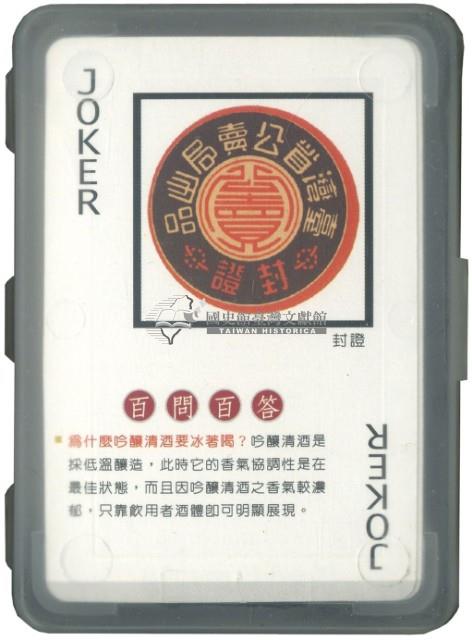 JOKER
臺灣省公賣局出品
封證
國史館臺灣文獻館
TAIWAN HISTORICA
封證
百問百答
為什麼吟釀清酒要冰著喝？吟釀清酒是
採低溫釀造，此時它的香氣協調性是在
最佳狀態，而且因吟釀清酒之香氣較濃
郁，只靠飲用者酒體即可明顯展現。
JOKER